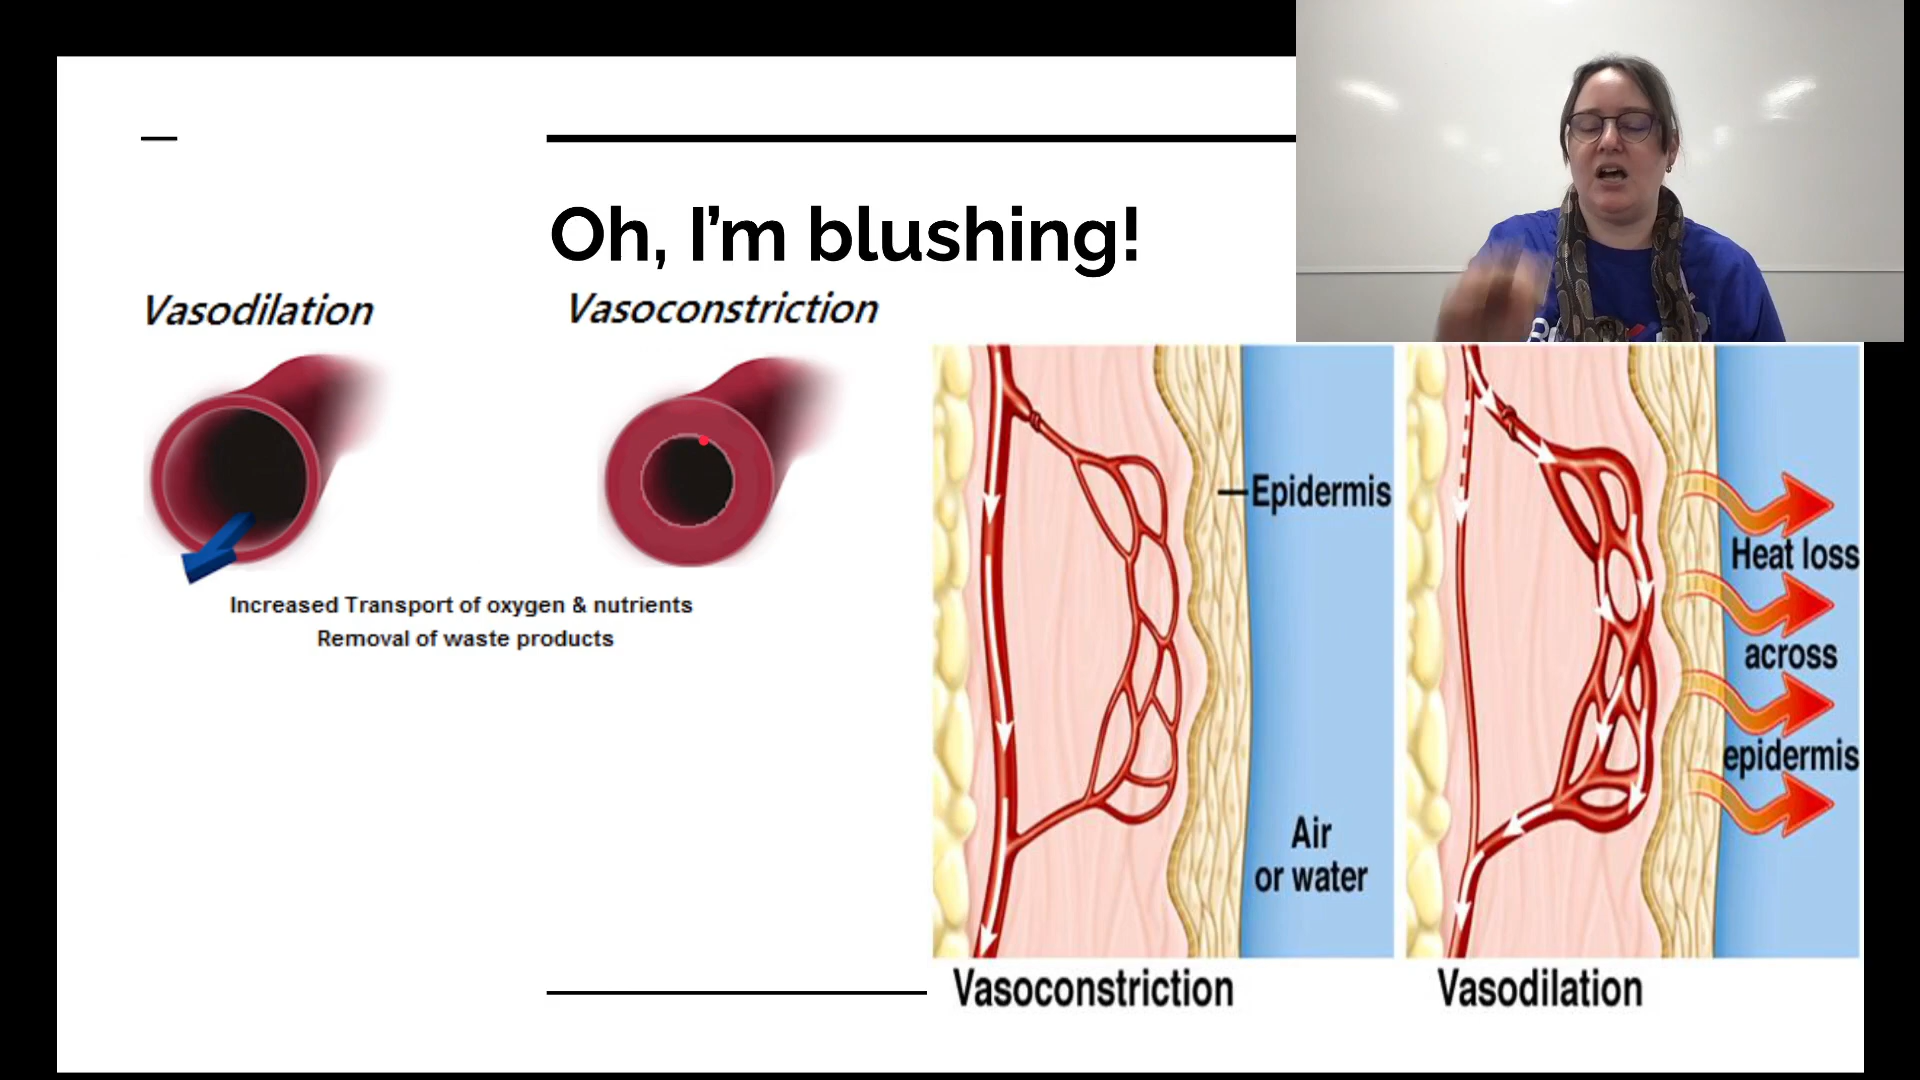 Oh, I'm blushing!
Vasodilation
Vasoconstriction
Increased Transport of oxygen & nutrients
Removal of waste products
Epidermis
Air
or water
Vasoconstriction
Heat loss
across
epidermis
Vasodilation